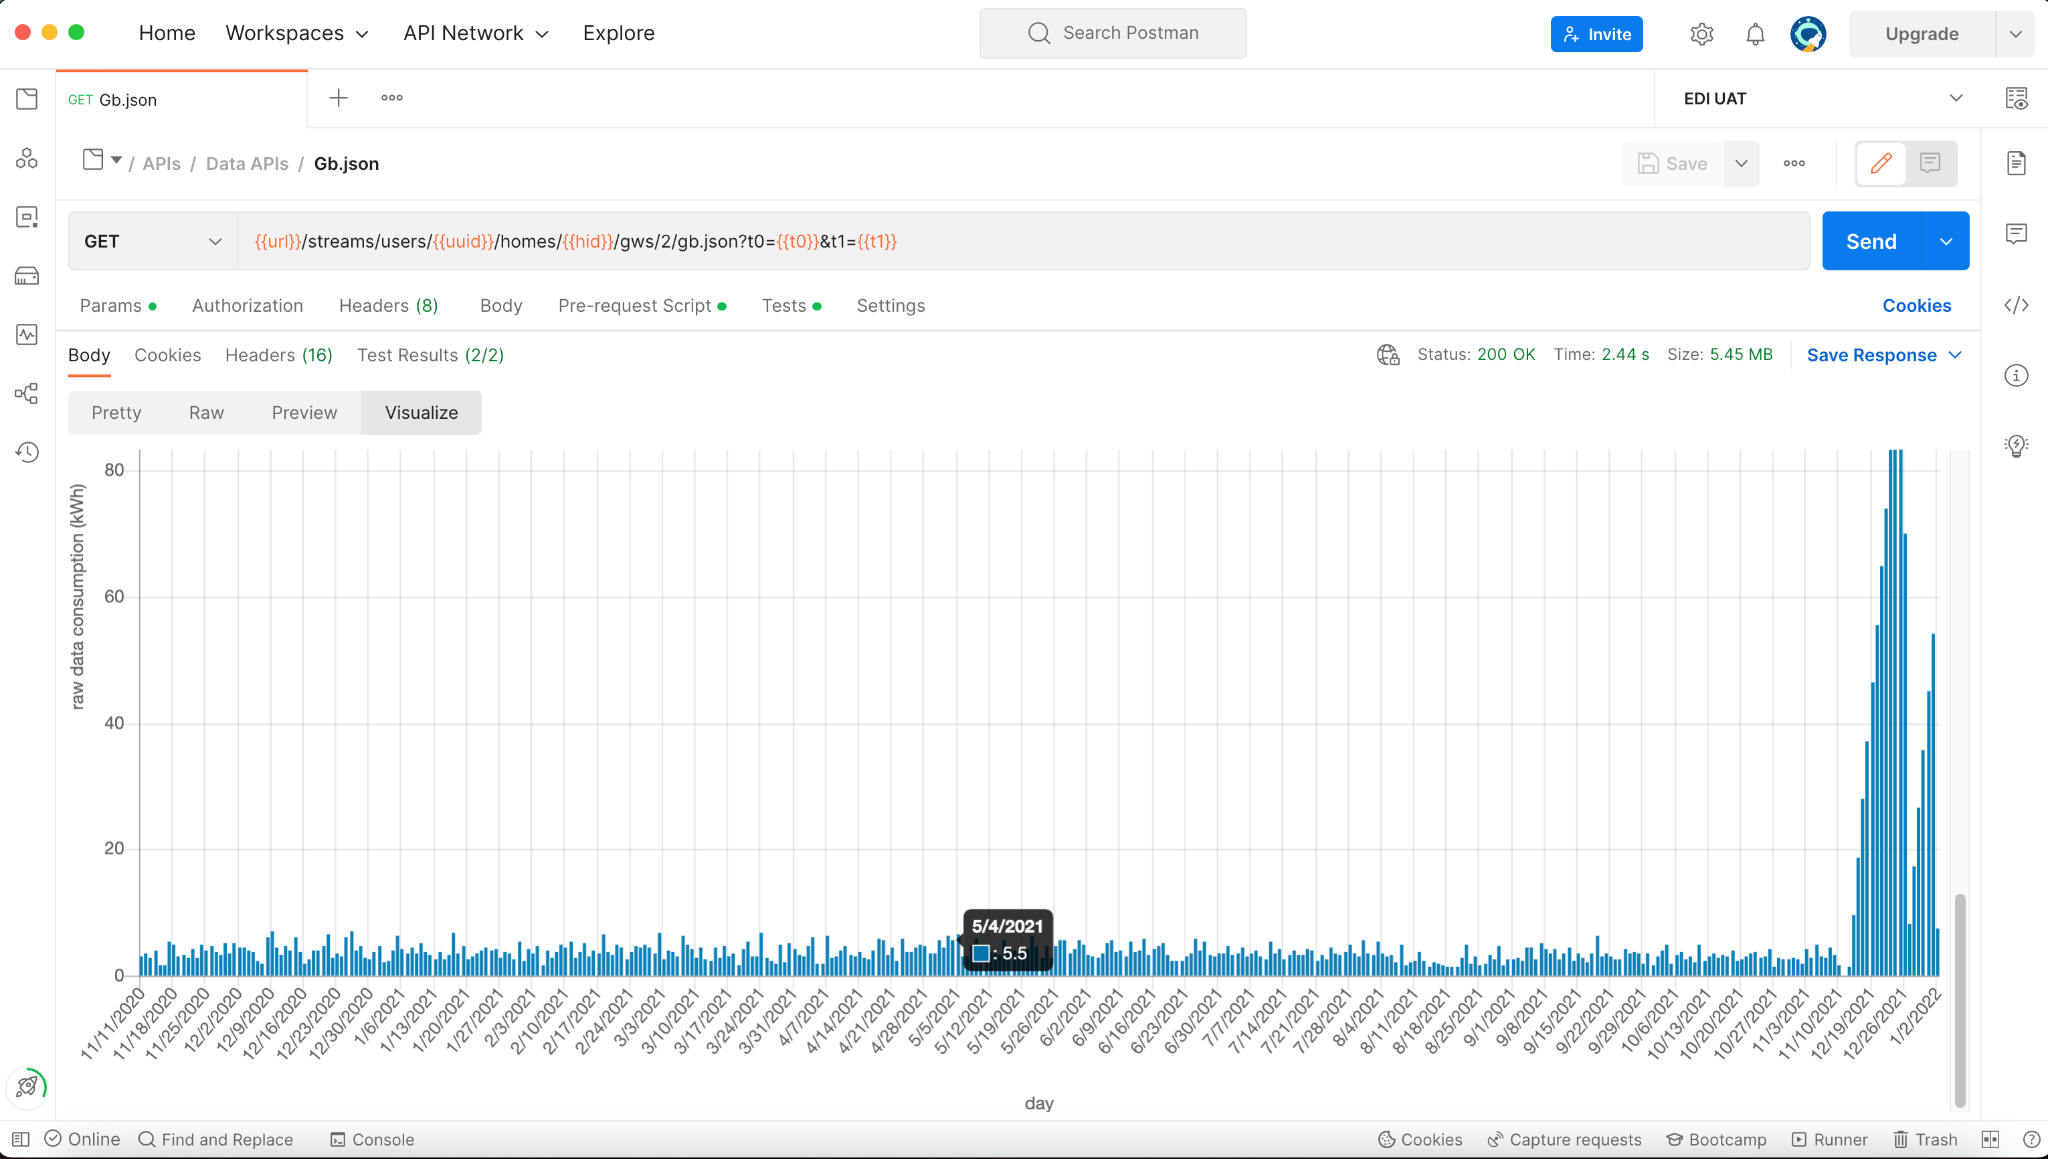 Home Workspaces API Network Explore Search Postman Invite Upgrade
GET Gb.json EDI UAT
/ APIs / Data APIs / Gb.json Save
GET {{url}}/streams/users/{{uuid}}/homes/{{hid}}/gws/2/gb.json?t0={{t0}}&t1={{t1}} Send
Params Authorization Headers (8) Body Pre-request Script Tests Settings Cookies
Body Cookies Headers (16) Test Results (2/2) Status: 200 OK Time: 2.44 s Size: 5.45 MB Save Response
Pretty Raw Preview Visualize
raw data consumption (kWh)
80
60
40
20
0
5/4/2021
: 5.5
11/11/2020 11/18/2020 11/25/2020 12/2/2020 12/9/2020 12/16/2020 12/23/2020 12/30/2020 1/6/2021 1/13/2021 1/20/2021 1/27/2021 2/3/2021 2/10/2021 2/17/2021 2/24/2021 3/3/2021 3/10/2021 3/17/2021 3/24/2021 3/31/2021 4/7/2021 4/14/2021 4/21/2021 4/28/2021 5/5/2021 5/12/2021 5/19/2021 5/26/2021 6/2/2021 6/9/2021 6/16/2021 6/23/2021 6/30/2021 7/7/2021 7/14/2021 7/21/2021 7/28/2021 8/4/2021 8/11/2021 8/18/2021 8/25/2021 9/1/2021 9/8/2021 9/15/2021 9/22/2021 9/29/2021 10/6/2021 10/13/2021 10/20/2021 10/27/2021 11/3/2021 11/10/2021 12/19/2021 12/26/2021 1/2/2022
day
Online Find and Replace Console Cookies Capture requests Bootcamp Runner Trash